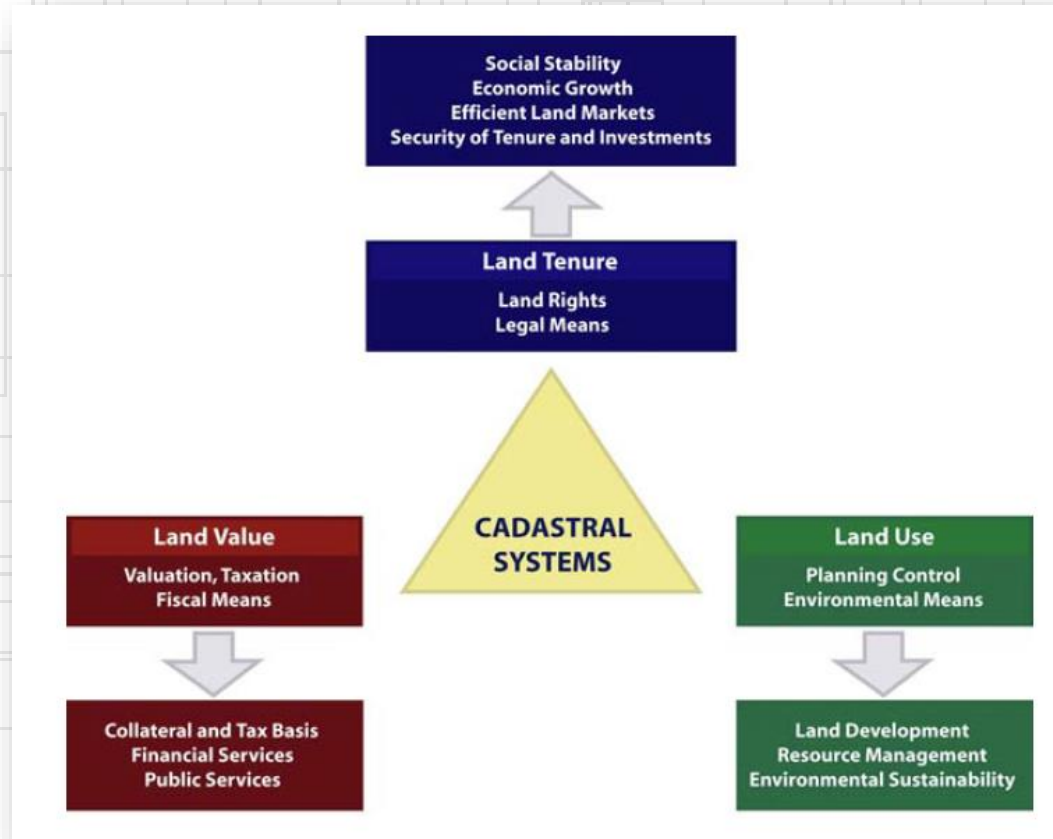 Social Stability
Economic Growth
Efficient Land Markets
Security of Tenure and Investments
Land Tenure
Land Rights
Legal Means
CADASTRAL
SYSTEMS
Land Value
Valuation, Taxation
Fiscal Means
Land Use
Planning Control
Environmental Means
Collateral and Tax Basis
Financial Services
Public Services
Land Development
Resource Management
Environmental Sustainability